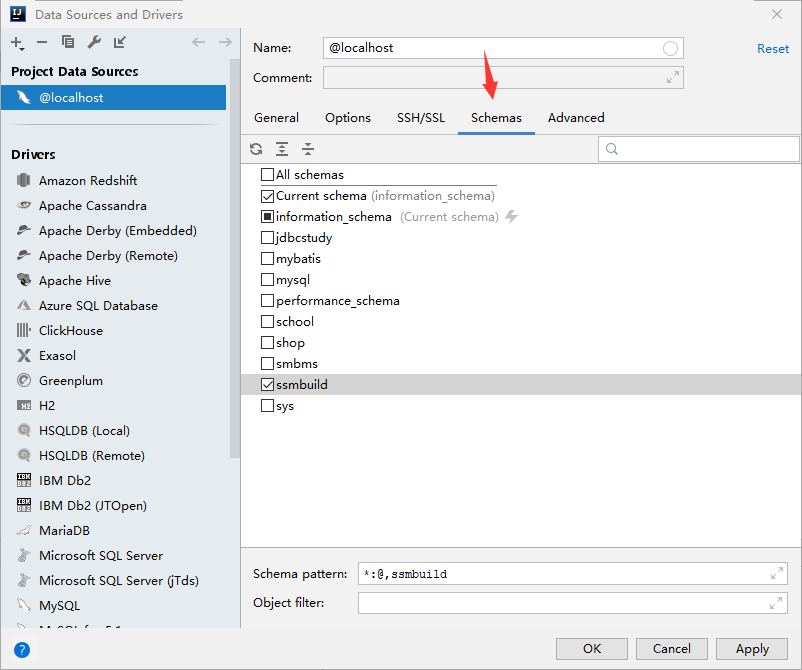 Data Sources and Drivers
Project Data Sources
@localhost
Drivers
Amazon Redshift
Apache Cassandra
Apache Derby (Embedded)
Apache Derby (Remote)
Apache Hive
Azure SQL Database
ClickHouse
Exasol
Greenplum
H2
HSQLDB (Local)
HSQLDB (Remote)
IBM Db2
IBM Db2 (JTOpen)
MariaDB
Microsoft SQL Server
Microsoft SQL Server (jTds)
MySQL
Name: @localhost
Reset
Comment:
General Options SSH/SSL Schemas Advanced
All schemas
Current schema (information_schema)
information_schema (Current schema)
jdbcstudy
mybatis
mysql
performance_schema
school
shop
smbms
ssmbuild
sys
Schema pattern: *:@,ssmbuild
Object filter:
? OK Cancel Apply